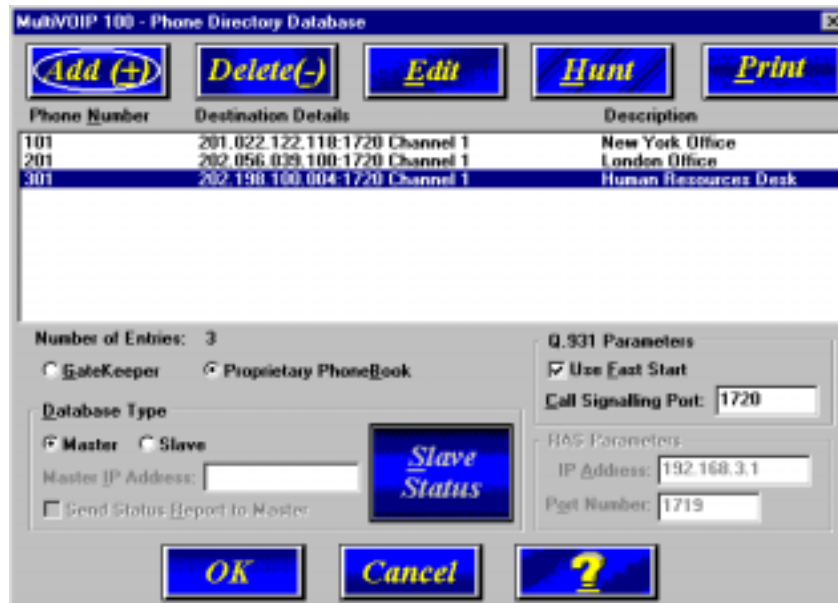 MultiVOIP 100 - Phone Directory Database
Add (+) Delete(-) Edit Hunt Print
Phone Number Destination Details Description
101 201.022.122.118:1720 Channel 1 New York Office
201 202.056.039.100:1720 Channel 1 London Office
301 202.198.100.004:1720 Channel 1 Human Resources Desk
Number of Entries: 3
GateKeeper Proprietary PhoneBook
Database Type
Master Slave
Master IP Address:
Send Status Report to Master
Slave Status
Q.931 Parameters
Use Fast Start
Call Signalling Port: 1720
RAS Parameters
IP Address: 192.168.3.1
Port Number: 1719
OK Cancel ?